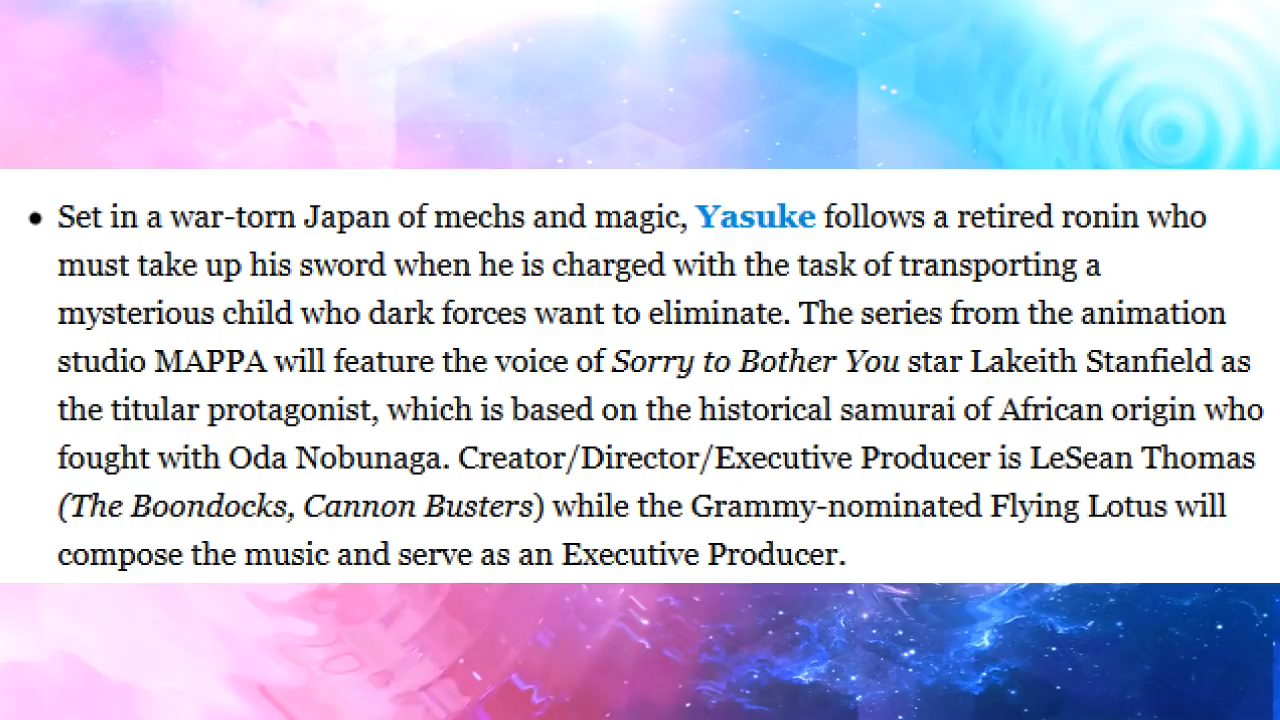 • Set in a war-torn Japan of mechs and magic, Yasuke follows a retired ronin who
must take up his sword when he is charged with the task of transporting a
mysterious child who dark forces want to eliminate. The series from the animation
studio MAPPA will feature the voice of Sorry to Bother You star Lakeith Stanfield as
the titular protagonist, which is based on the historical samurai of African origin who
fought with Oda Nobunaga. Creator/Director/Executive Producer is LeSean Thomas
(The Boondocks, Cannon Busters) while the Grammy-nominated Flying Lotus will
compose the music and serve as an Executive Producer.